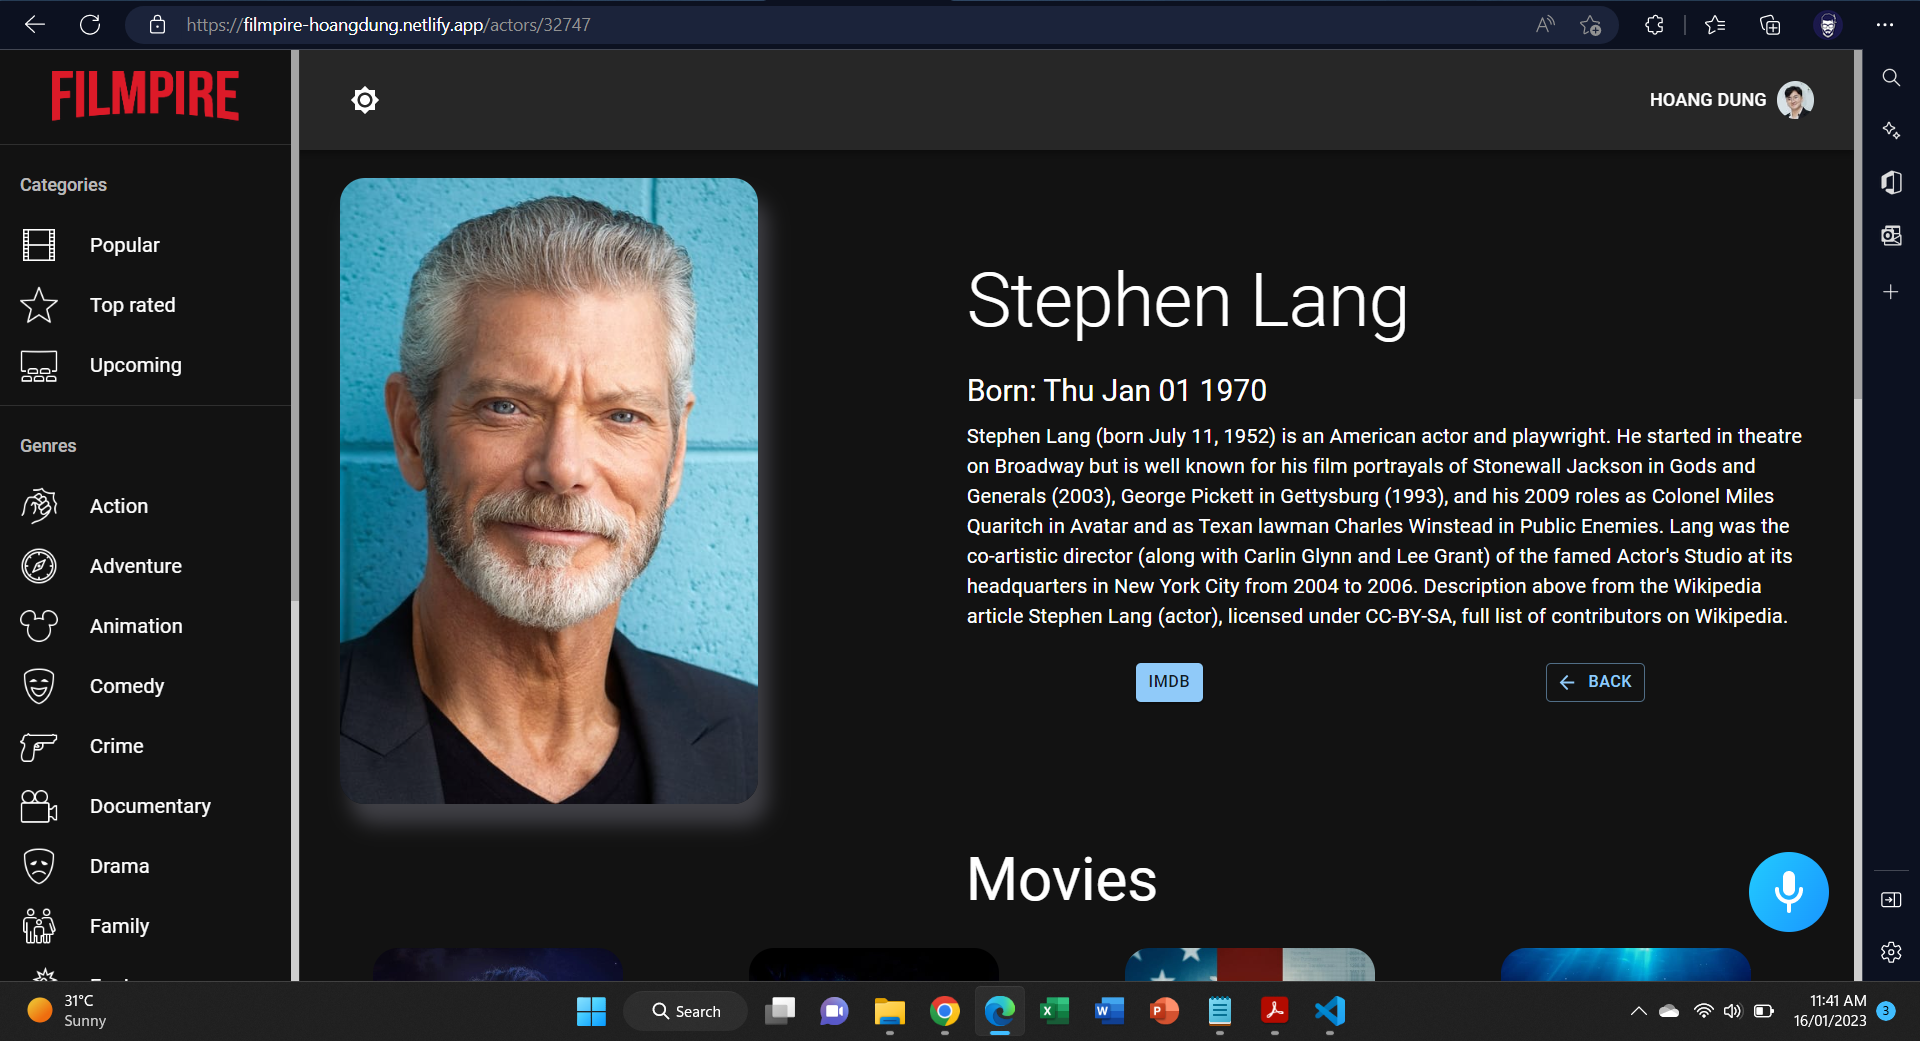 https://filmpire-hoangdung.netlify.app/actors/32747
FILMPIRE
HOANG DUNG
Categories
Popular
Top rated
Upcoming
Genres
Action
Adventure
Animation
Comedy
Crime
Documentary
Drama
Family
Stephen Lang
Born: Thu Jan 01 1970
Stephen Lang (born July 11, 1952) is an American actor and playwright. He started in theatre
on Broadway but is well known for his film portrayals of Stonewall Jackson in Gods and
Generals (2003), George Pickett in Gettysburg (1993), and his 2009 roles as Colonel Miles
Quaritch in Avatar and as Texan lawman Charles Winstead in Public Enemies. Lang was the
co-artistic director (along with Carlin Glynn and Lee Grant) of the famed Actor's Studio at its
headquarters in New York City from 2004 to 2006. Description above from the Wikipedia
article Stephen Lang (actor), licensed under CC-BY-SA, full list of contributors on Wikipedia.
IMDB
BACK
Movies
31°C
Sunny
Search
11:41 AM
16/01/2023
3